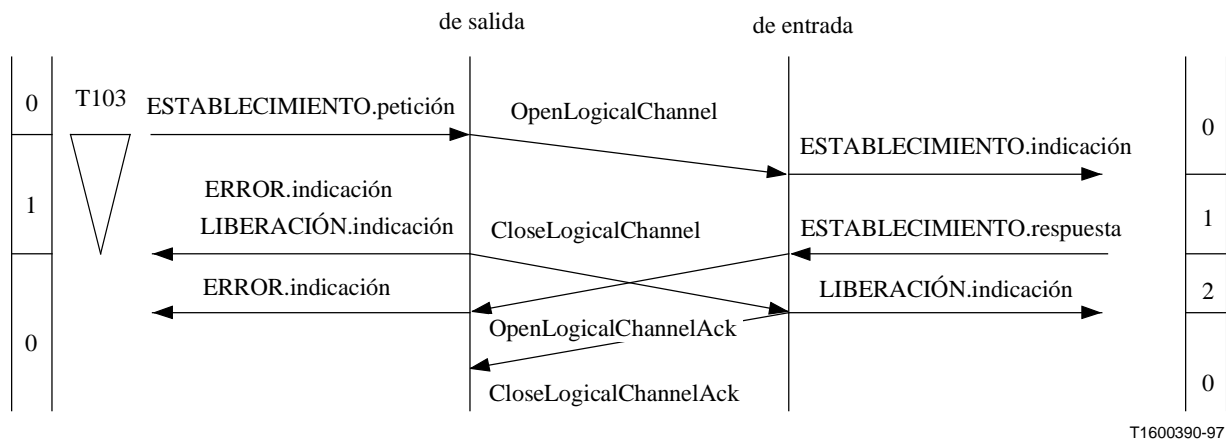 de salida
de entrada
0
T103
ESTABLECIMIENTO.petición
OpenLogicalChannel
0
ESTABLECIMIENTO.indicación
ERROR.indicación
1
LIBERACIÓN.indicación
CloseLogicalChannel
ESTABLECIMIENTO.respuesta
1
ERROR.indicación
LIBERACIÓN.indicación
2
OpenLogicalChannelAck
0
CloseLogicalChannelAck
0
T1600390-97